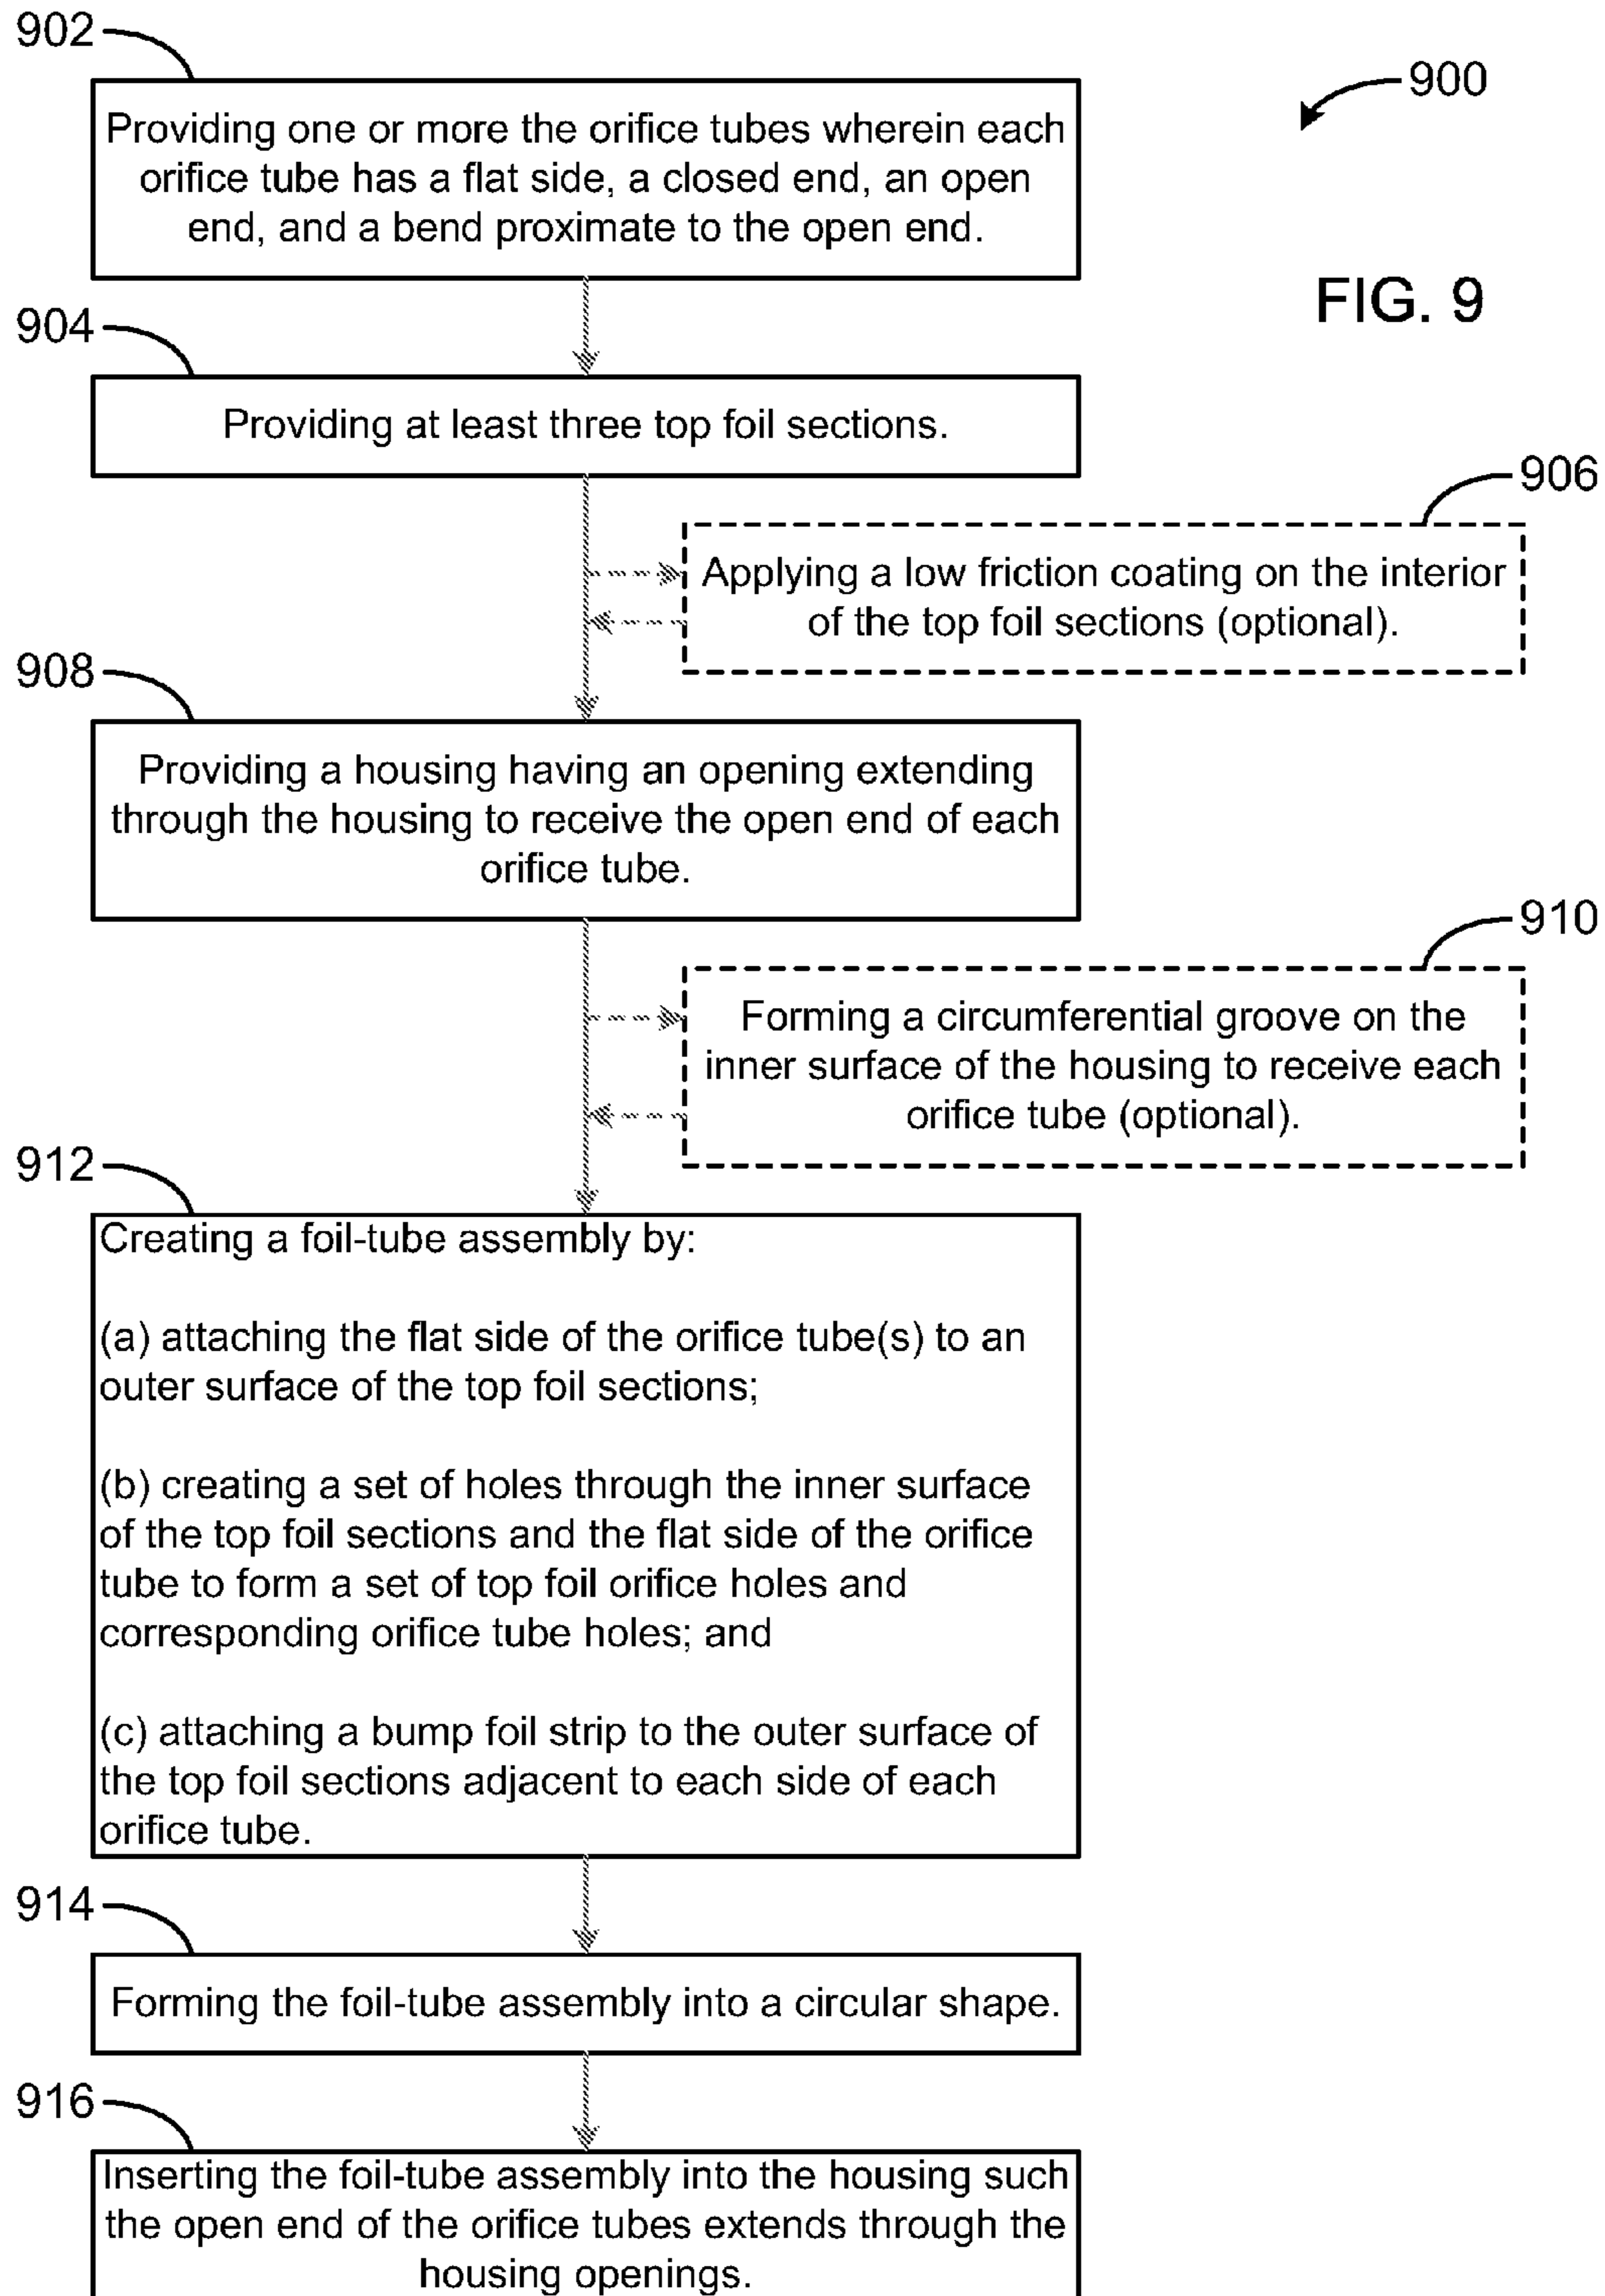 902
900
Providing one or more the orifice tubes wherein each
orifice tube has a flat side, a closed end, an open
end, and a bend proximate to the open end.
FIG. 9
904
Providing at least three top foil sections.
906
Applying a low friction coating on the interior
of the top foil sections (optional).
908
Providing a housing having an opening extending
through the housing to receive the open end of each
orifice tube.
910
Forming a circumferential groove on the
inner surface of the housing to receive each
orifice tube (optional).
912
Creating a foil-tube assembly by:
(a) attaching the flat side of the orifice tube(s) to an
outer surface of the top foil sections;
(b) creating a set of holes through the inner surface
of the top foil sections and the flat side of the orifice
tube to form a set of top foil orifice holes and
corresponding orifice tube holes; and
(c) attaching a bump foil strip to the outer surface of
the top foil sections adjacent to each side of each
orifice tube.
914
Forming the foil-tube assembly into a circular shape.
916
Inserting the foil-tube assembly into the housing such
the open end of the orifice tubes extends through the
housing openings.